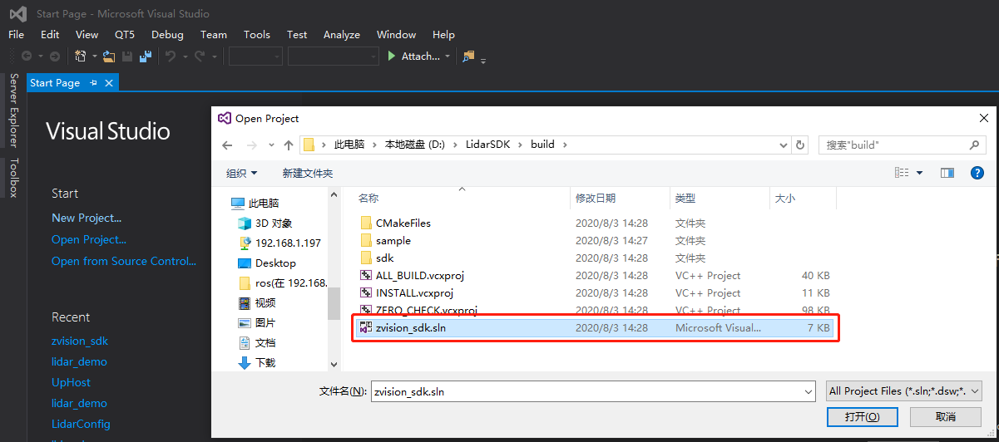 Start Page - Microsoft Visual Studio
File Edit View QT5 Debug Team Tools Test Analyze Window Help
Attach...
Server Explorer
Toolbox
Start Page
Visual Studio
Start
New Project...
Open Project...
Open from Source Control...
Recent
zvision_sdk
lidar_demo
UpHost
lidar_demo
LidarConfig
Open Project
此电脑 > 本地磁盘 (D:) > LidarSDK > build >
搜索"build"
组织 新建文件夹
此电脑
3D 对象
192.168.1.197
Desktop
ros(在 192.168.
视频
图片
文档
下载
名称 修改日期 类型 大小
CMakeFiles 2020/8/3 14:28 文件夹
sample 2020/8/3 14:27 文件夹
sdk 2020/8/3 14:28 文件夹
ALL_BUILD.vcxproj 2020/8/3 14:28 VC++ Project 40 KB
INSTALL.vcxproj 2020/8/3 14:28 VC++ Project 11 KB
ZERO_CHECK.vcxproj 2020/8/3 14:28 VC++ Project 98 KB
zvision_sdk.sln 2020/8/3 14:28 Microsoft Visual... 7 KB
文件名(N): zvision_sdk.sln
All Project Files (*.sln;*.dsw;*.
打开(O) 取消